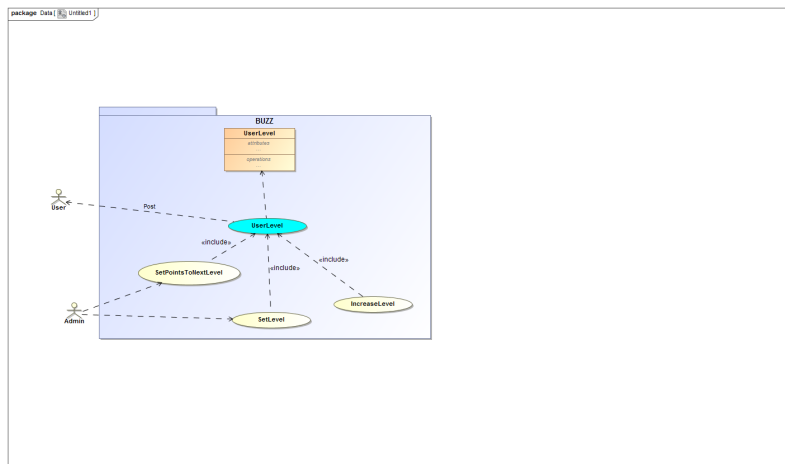 package Data [ Untitled1 ]
BUZZ
UserLevel
attributes
operations
User
Post
UserLevel
«include»
«include»
«include»
SetPointsToNextLevel
IncreaseLevel
Admin
SetLevel